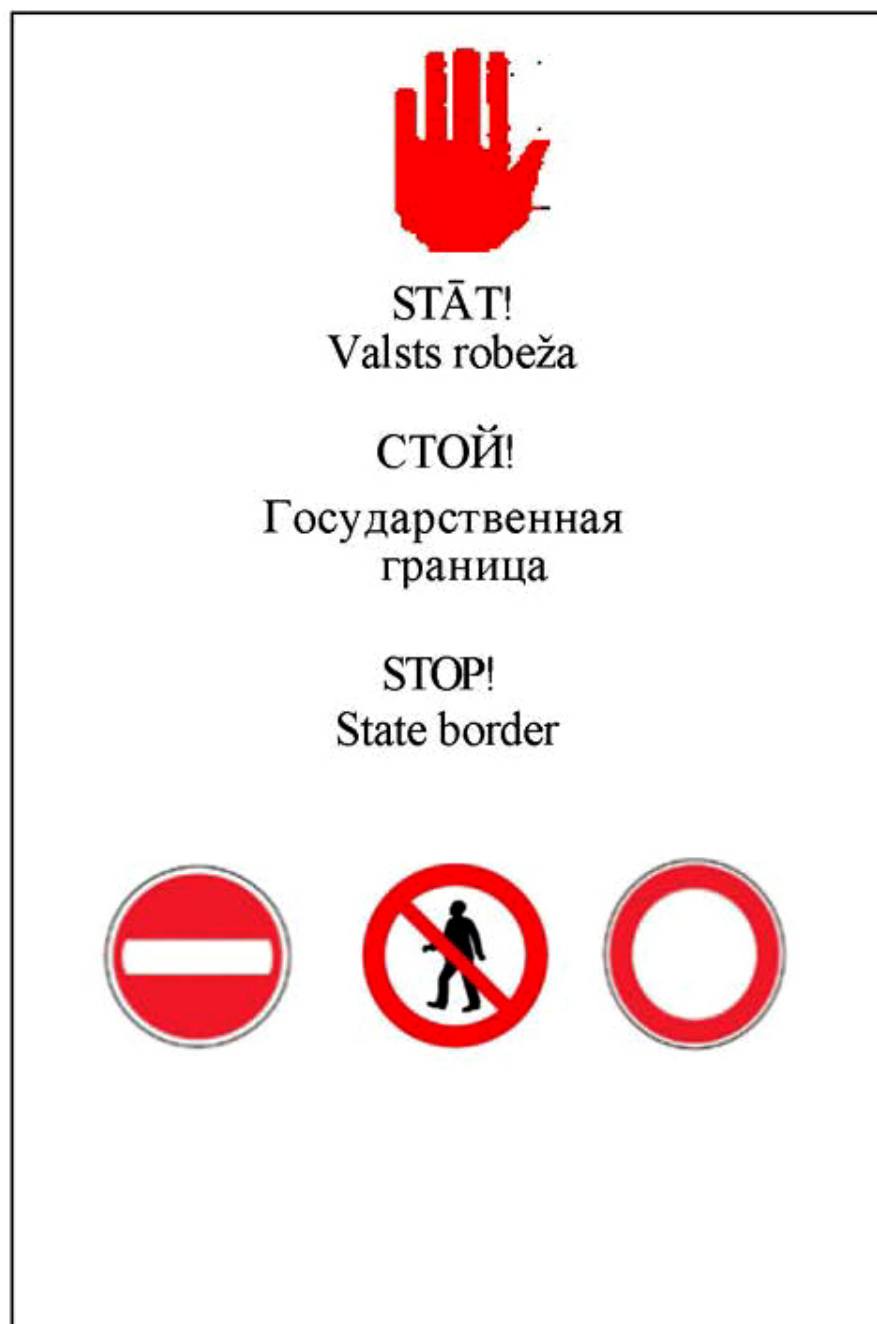 STĀT!
Valsts robeža
СТОЙ!
Государственная
граница
STOP!
State border